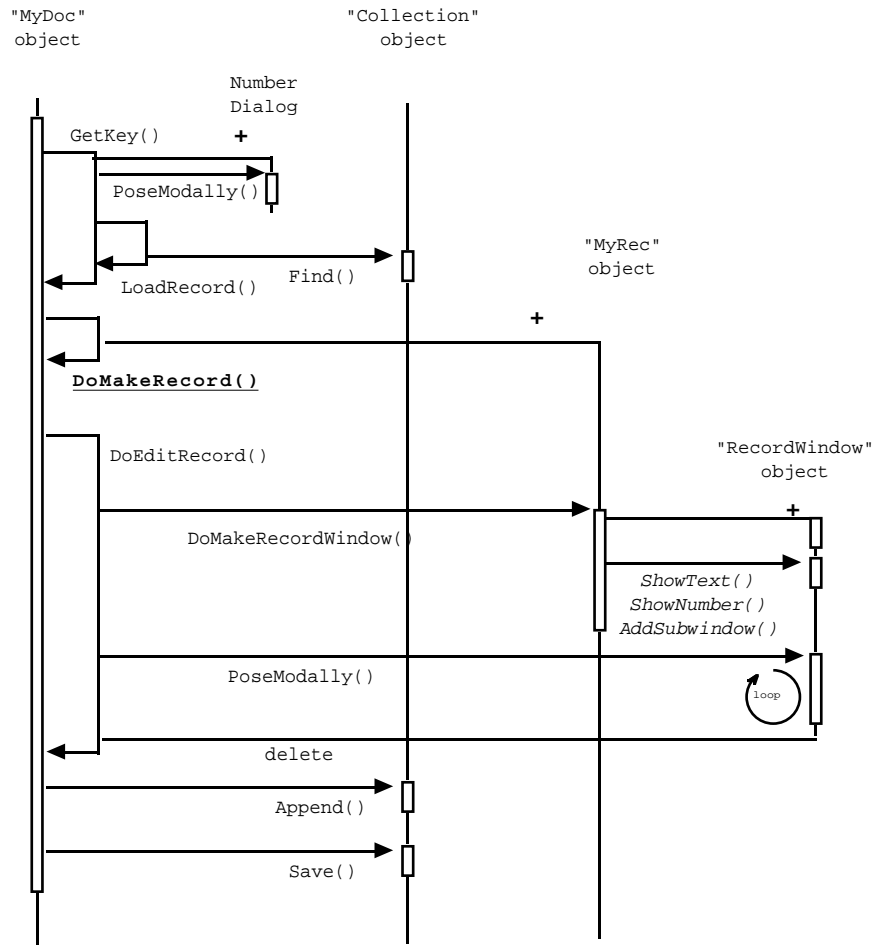 "MyDoc"
object
"Collection"
object
Number
Dialog
GetKey()
+
PoseModally()
"MyRec"
object
Find()
LoadRecord()
+
DoMakeRecord()
"RecordWindow"
object
DoEditRecord()
+
DoMakeRecordWindow()
ShowText()
ShowNumber()
AddSubwindow()
PoseModally()
loop
delete
Append()
Save()